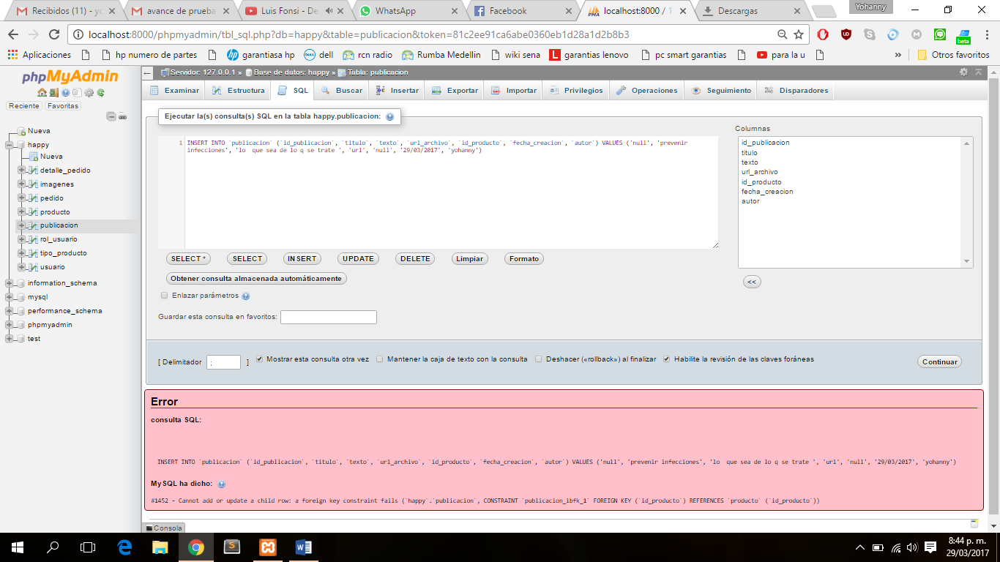 Recibidos (11) - yo
avance de prueba
Luis Fonsi - De
WhatsApp
Facebook
localhost:8000 / 1
Descargas
Yohanny
localhost:8000/phpmyadmin/tbl_sql.php?db=happy&table=publicacion&token=81c2ee91ca6abe0360eb1d28a1d2b8b3
beta
Aplicaciones
hp numero de partes
garantiasa hp
dell
rcn radio
Rumba Medellin
wiki sena
garantias lenovo
pc smart garantias
para la u
»
Otros favoritos
phpMyAdmin
Reciente
Favoritas
Nueva
happy
Nueva
detalle_pedido
imagenes
pedido
producto
publicacion
rol_usuario
tipo_producto
usuario
information_schema
mysql
performance_schema
phpmyadmin
test
Servidor: 127.0.0.1 » Base de datos: happy » Tabla: publicacion
Examinar
Estructura
SQL
Buscar
Insertar
Exportar
Importar
Privilegios
Operaciones
Seguimiento
Disparadores
Ejecutar la(s) consulta(s) SQL en la tabla happy.publicacion:
1 INSERT INTO `publicacion` (`id_publicacion`, `titulo`, `texto`, `url_archivo`, `id_producto`, `fecha_creacion`, `autor`) VALUES ('null', 'prevenir
infecciones', 'lo  que sea de lo q se trate ', 'url', 'null', '29/03/2017', 'yohanny')
Columnas
id_publicacion
titulo
texto
url_archivo
id_producto
fecha_creacion
autor
<<
SELECT *
SELECT
INSERT
UPDATE
DELETE
Limpiar
Formato
Obtener consulta almacenada automáticamente
Enlazar parámetros
Guardar esta consulta en favoritos:
[ Delimitador ; ]
Mostrar esta consulta otra vez
Mantener la caja de texto con la consulta
Deshacer («rollback») al finalizar
Habilite la revisión de las claves foráneas
Continuar
Error
consulta SQL:
INSERT INTO `publicacion` (`id_publicacion`, `titulo`, `texto`, `url_archivo`, `id_producto`, `fecha_creacion`, `autor`) VALUES ('null', 'prevenir infecciones', 'lo  que sea de lo q se trate ', 'url', 'null', '29/03/2017', 'yohanny')
MySQL ha dicho:
#1452 - Cannot add or update a child row: a foreign key constraint fails (`happy`.`publicacion`, CONSTRAINT `publicacion_ibfk_1` FOREIGN KEY (`id_producto`) REFERENCES `producto` (`id_producto`))
Consola
8:44 p. m.
29/03/2017